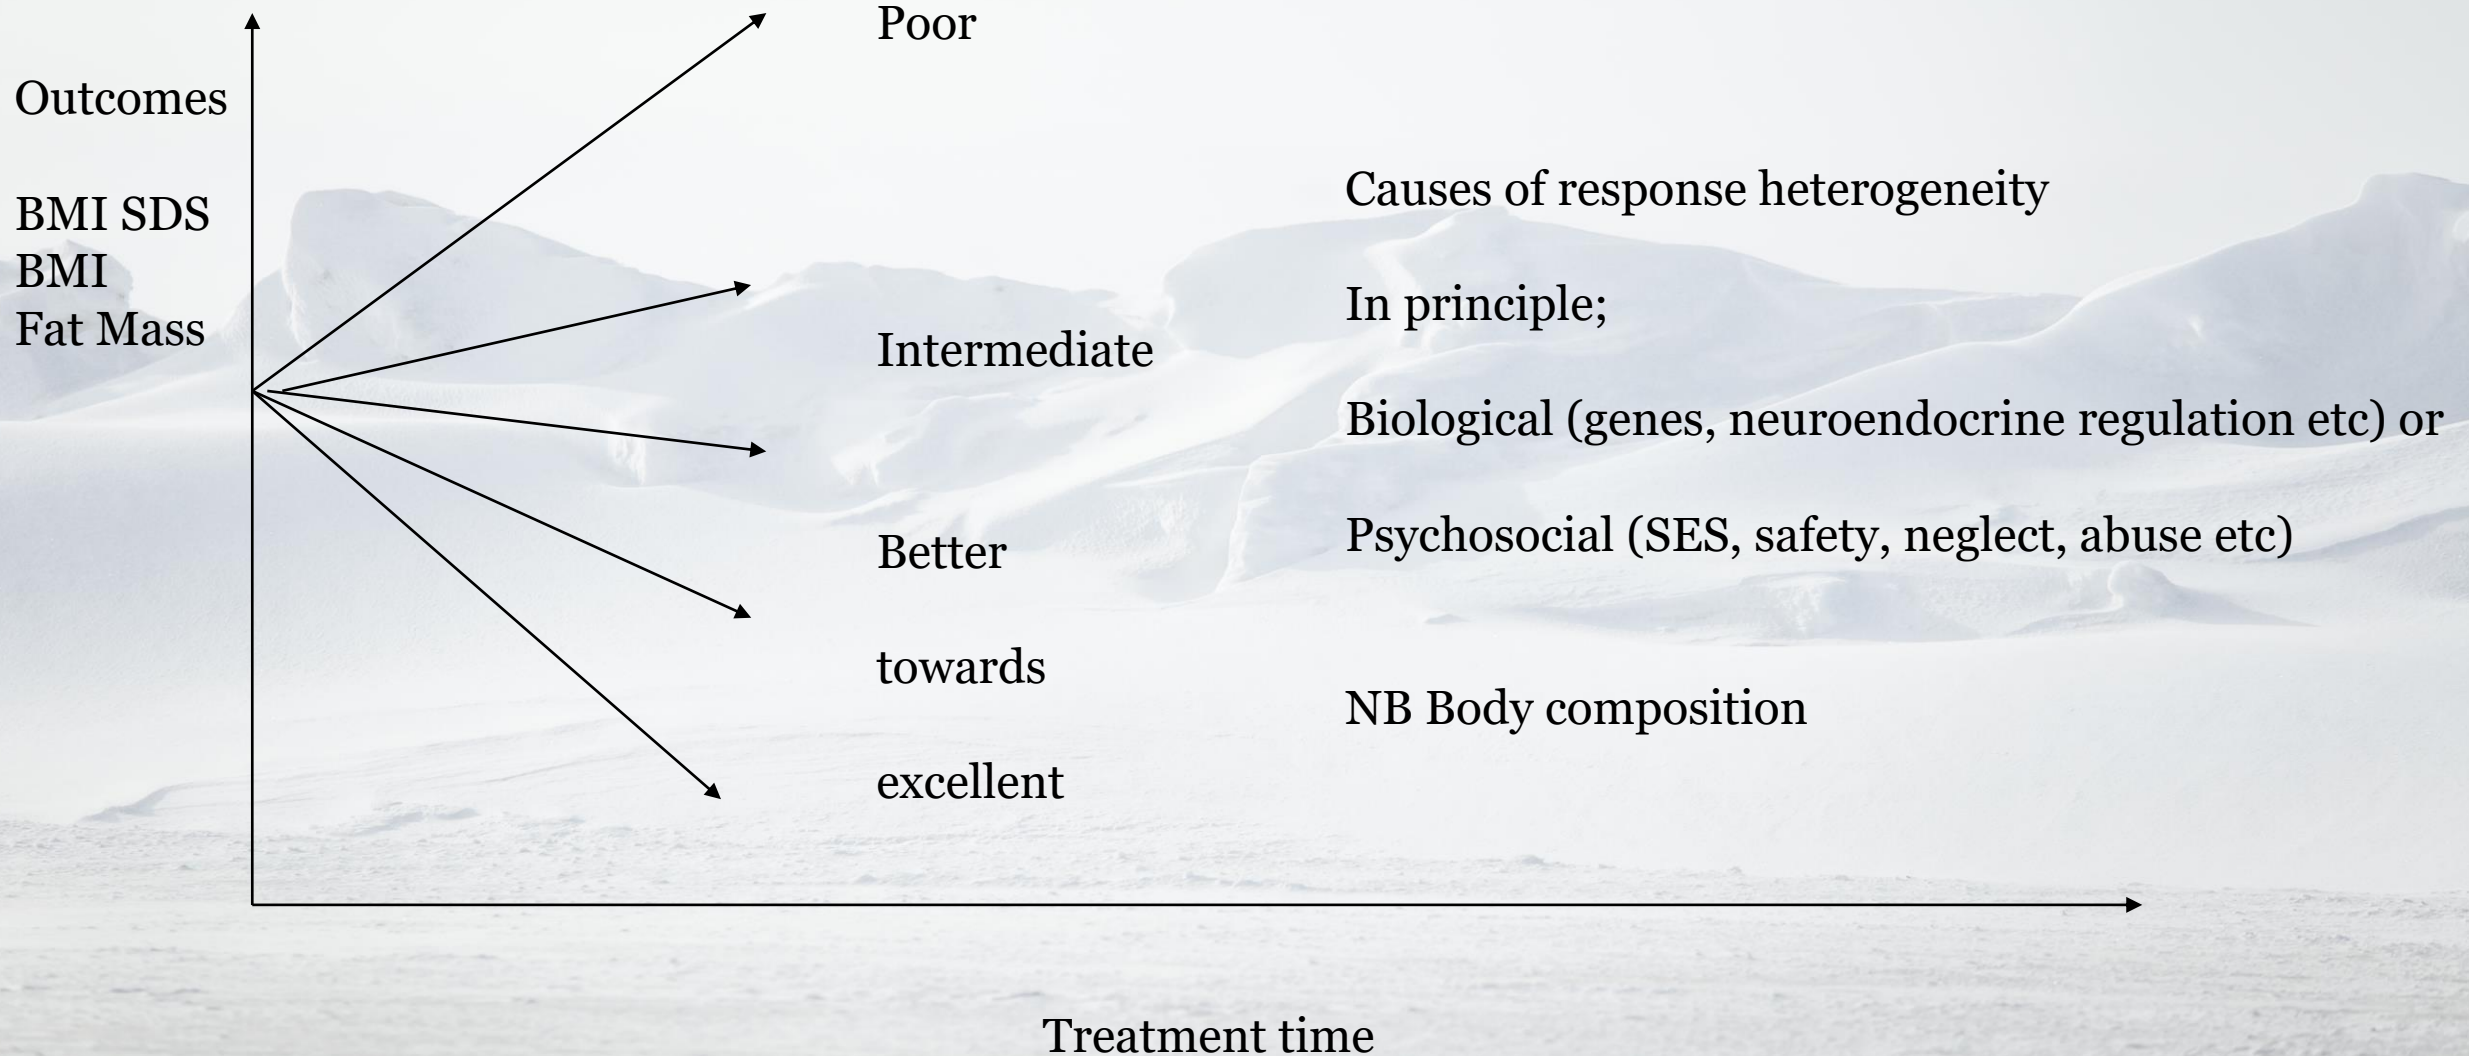 Outcomes
BMI SDS
BMI
Fat Mass
Poor
Intermediate
Better
towards
excellent
Causes of response heterogeneity
In principle;
Biological (genes, neuroendocrine regulation etc) or
Psychosocial (SES, safety, neglect, abuse etc)
NB Body composition
Treatment time